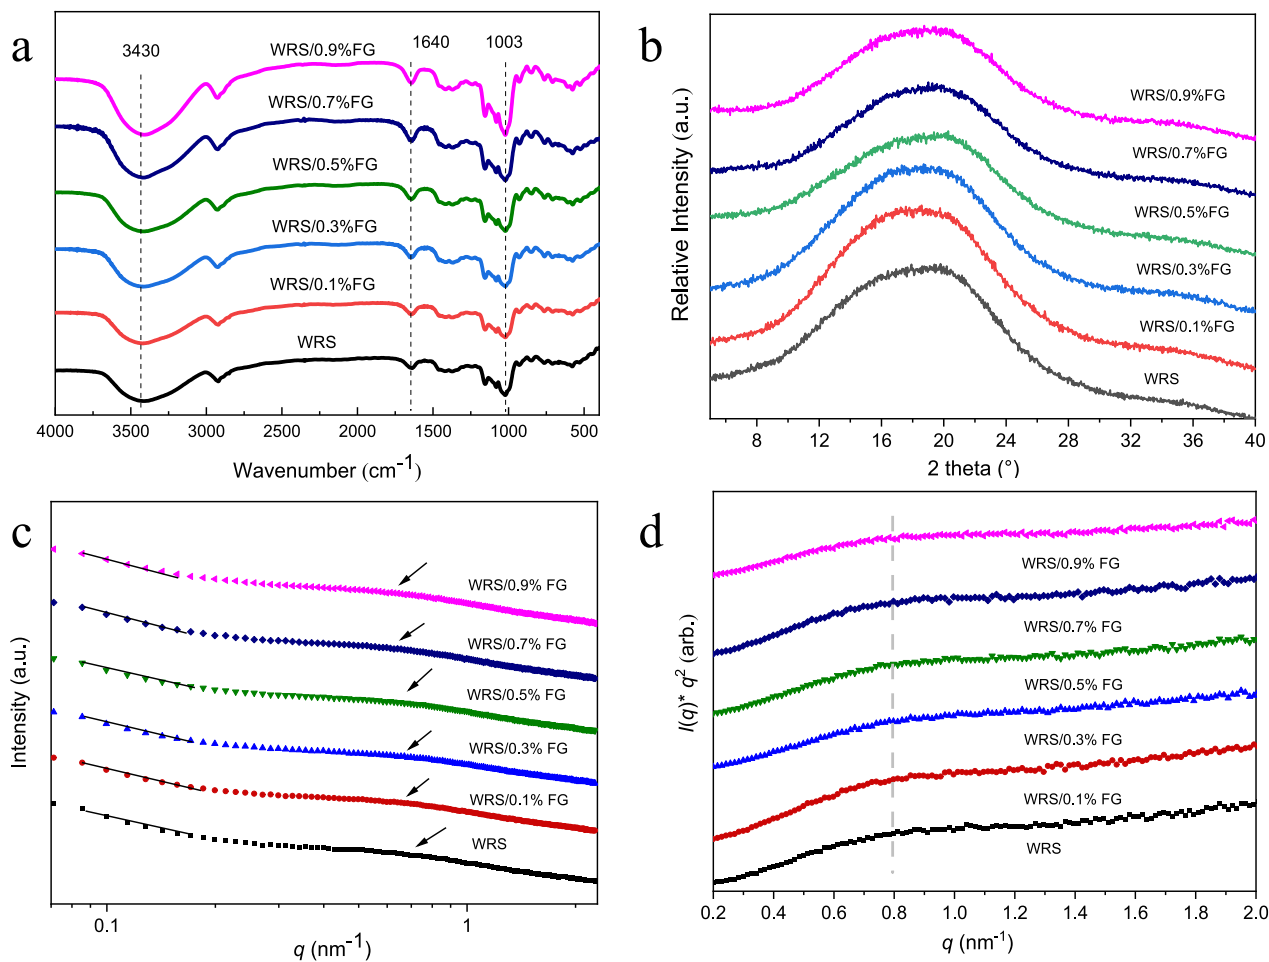 a
3430
WRS/0.9%FG
1640
1003
WRS/0.7%FG
WRS/0.5%FG
WRS/0.3%FG
WRS/0.1%FG
WRS
4000 3500 3000 2500 2000 1500 1000 500
Wavenumber (cm⁻¹)
b
Relative Intensity (a.u.)
WRS/0.9%FG
WRS/0.7%FG
WRS/0.5%FG
WRS/0.3%FG
WRS/0.1%FG
WRS
8 12 16 20 24 28 32 36 40
2 theta (°)
c
Intensity (a.u.)
WRS/0.9% FG
WRS/0.7% FG
WRS/0.5% FG
WRS/0.3% FG
WRS/0.1% FG
WRS
0.1 1
q (nm⁻¹)
d
I(q)* q² (arb.)
WRS/0.9% FG
WRS/0.7% FG
WRS/0.5% FG
WRS/0.3% FG
WRS/0.1% FG
WRS
0.2 0.4 0.6 0.8 1.0 1.2 1.4 1.6 1.8 2.0
q (nm⁻¹)